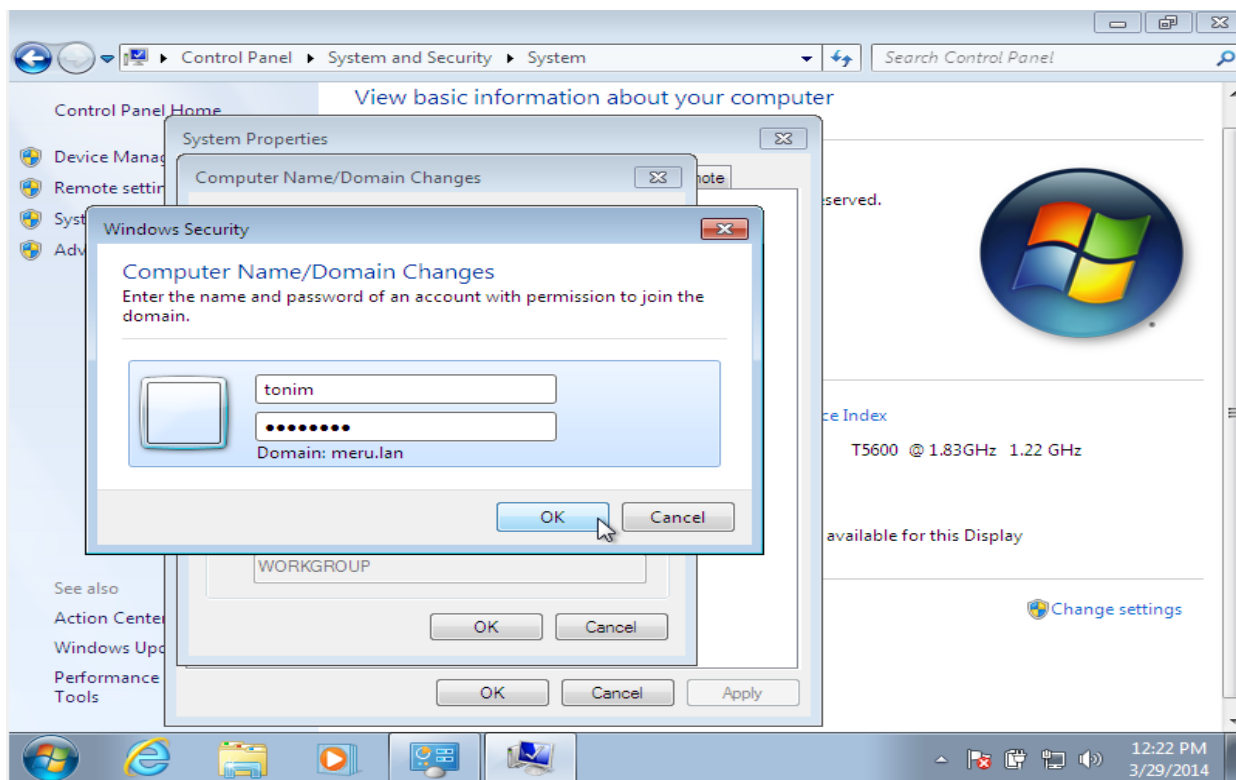 Control Panel System and Security System
Search Control Panel
Control Panel Home
View basic information about your computer
System Properties
Device Manag
Computer Name/Domain Changes
mote
Remote settin
served.
Syst
Windows Security
Adv
Computer Name/Domain Changes
Enter the name and password of an account with permission to join the
domain.
tonim
••••••••
Domain: meru.lan
ce Index
T5600 @ 1.83GHz 1.22 GHz
OK Cancel
available for this Display
WORKGROUP
See also
Action Center
Change settings
OK Cancel
Windows Upd
Performance
Tools
OK Cancel Apply
12:22 PM
3/29/2014